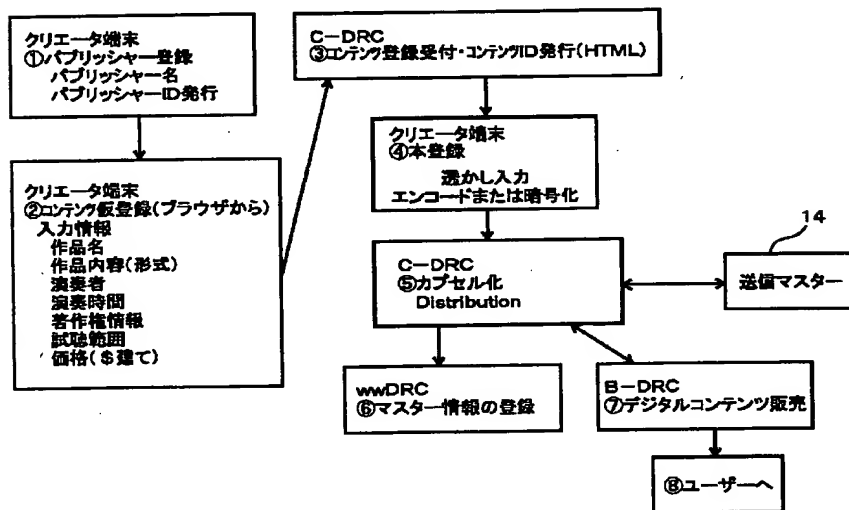 クリエータ端末
①パブリッシャー登録
パブリッシャー名
パブリッシャーID発行
クリエータ端末
②コンテンツ仮登録(ブラウザから)
入力情報
作品名
作品内容(形式)
演奏者
演奏時間
著作権情報
試聴範囲
価格($建て)
C-DRC
③コンテンツ登録受付・コンテンツID発行(HTML)
クリエータ端末
④本登録
透かし入力
エンコードまたは暗号化
C-DRC
⑤カプセル化
Distribution
14
送信マスター
wwDRC
⑥マスター情報の登録
B-DRC
⑦デジタルコンテンツ販売
⑧ユーザーへ